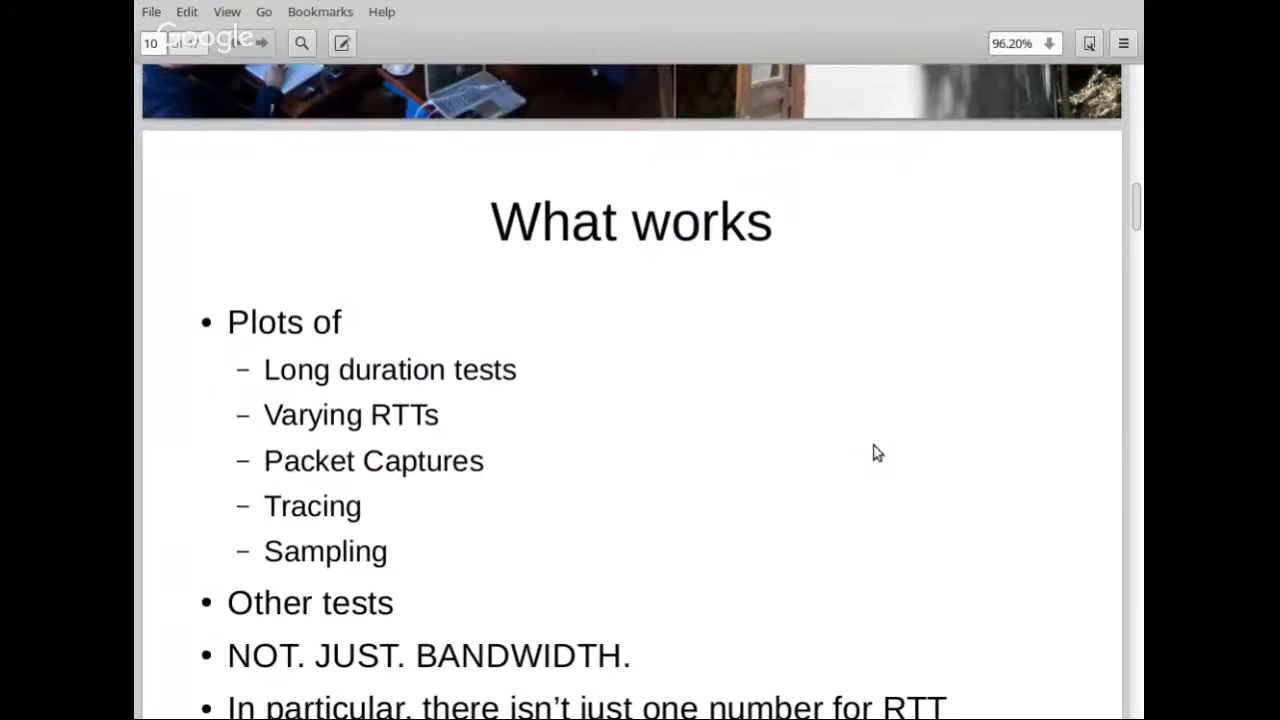 File Edit View Go Bookmarks Help
Google
10 96.20%
What works
• Plots of
– Long duration tests
– Varying RTTs
– Packet Captures
– Tracing
– Sampling
• Other tests
• NOT. JUST. BANDWIDTH.
• In particular, there isn’t just one number for RTT